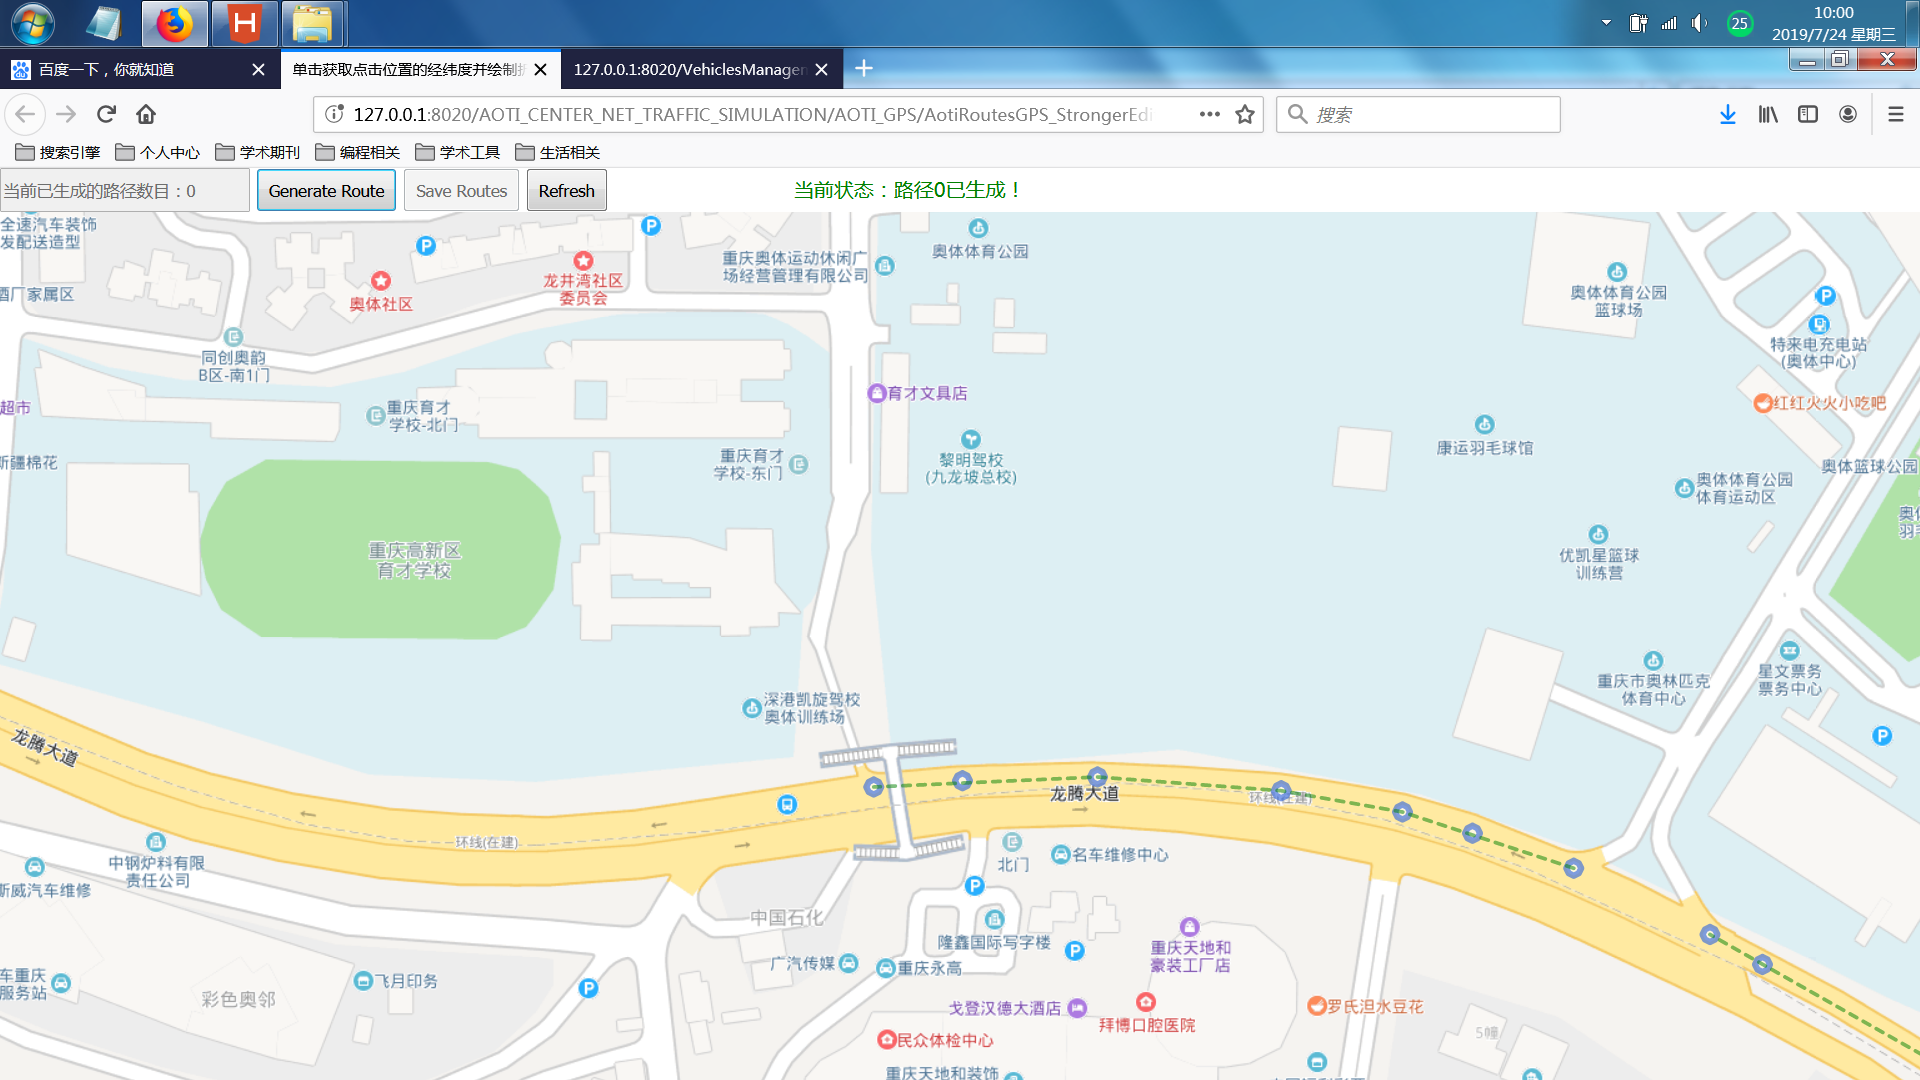 25
10:00
2019/7/24 星期三
百度一下，你就知道
单击获取点击位置的经纬度并绘制折
127.0.0.1:8020/VehiclesManagem
127.0.0.1:8020/AOTI_CENTER_NET_TRAFFIC_SIMULATION/AOTI_GPS/AotiRoutesGPS_StrongerEdi
搜索
搜索引擎
个人中心
学术期刊
编程相关
学术工具
生活相关
当前已生成的路径数目：0
Generate Route
Save Routes
Refresh
当前状态：路径0已生成！
全速汽车装饰
发配送造型
酒厂家属区
奥体社区
龙井湾社区
委员会
重庆奥体运动休闲广
场经营管理有限公司
奥体体育公园
奥体体育公园
篮球场
特来电充电站
(奥体中心)
同创奥韵
B区-南1门
超市
重庆育才
学校-北门
育才文具店
红红火火小吃吧
新疆棉花
重庆育才
学校-东门
黎明驾校
(九龙坡总校)
康运羽毛球馆
奥体篮球公园
奥体体育公园
体育运动区
重庆高新区
育才学校
优凯星篮球
训练营
奥体
羽毛
重庆市奥林匹克
体育中心
星文票务
票务中心
深港凯旋驾校
奥体训练场
龙腾大道
龙腾大道
环线(在建)
环线(在建)
中钢炉料有限
责任公司
斯威汽车维修
北门
名车维修中心
中国石化
隆鑫国际写字楼
重庆天地和
豪装工厂店
广汽传媒
重庆永高
车重庆
服务站
飞月印务
彩色奥邻
戈登汉德大酒店
拜博口腔医院
罗氏泹水豆花
民众体检中心
5幢
重庆天地和装饰